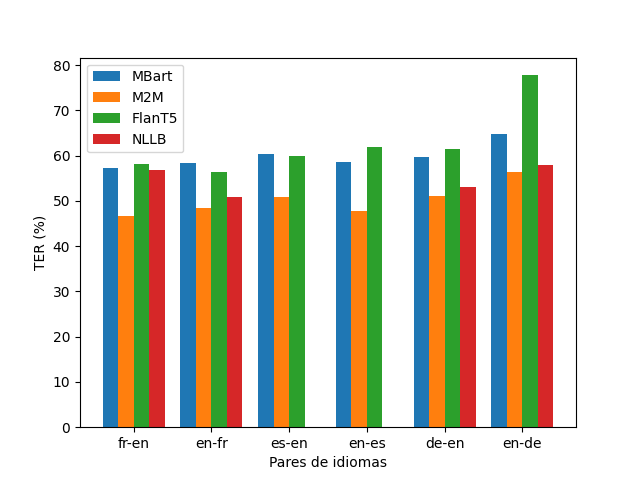 MBart
M2M
FlanT5
NLLB
80
70
60
50
40
30
20
10
0
TER (%)
fr-en en-fr es-en en-es de-en en-de
Pares de idiomas